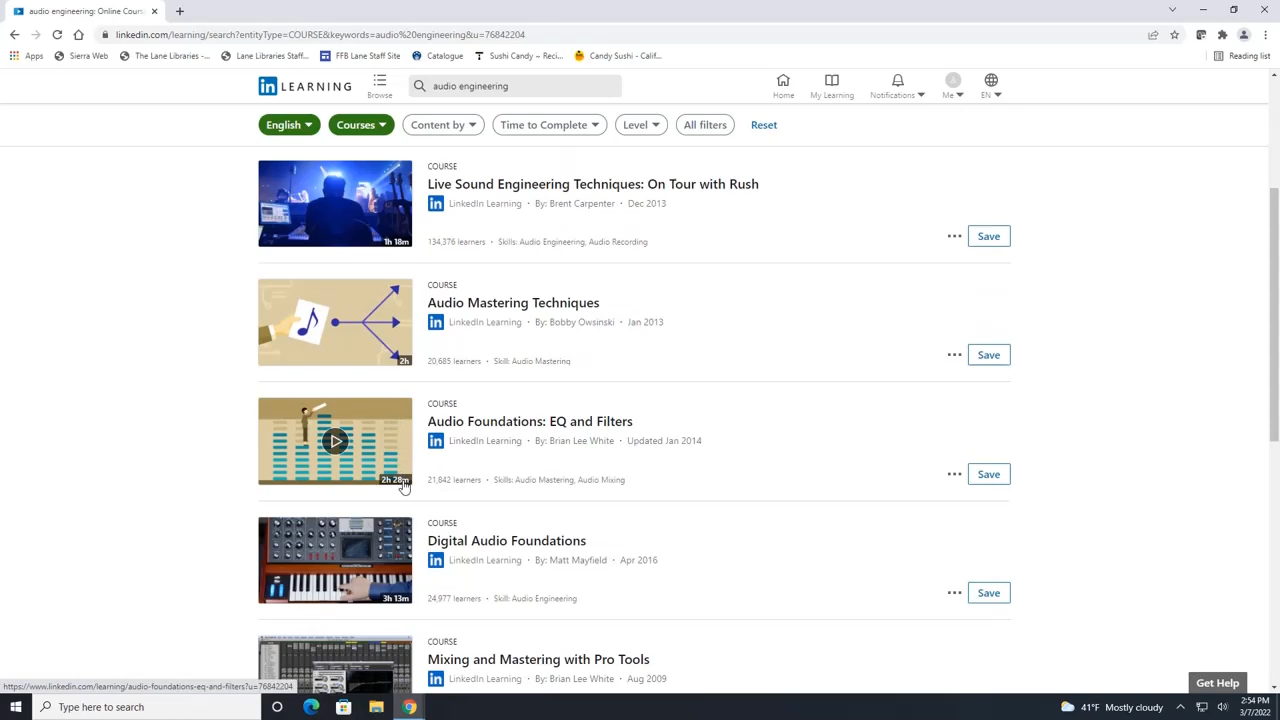 audio engineering: Online Cours
linkedin.com/learning/search?entityType=COURSE&keywords=audio%20engineering&u=76842204
Apps
Sierra Web
The Lane Libraries -...
Lane Libraries Staff...
FFB Lane Staff Site
Catalogue
Sushi Candy ~ Reci...
Candy Sushi - Calif...
Reading list
in LEARNING
Browse
audio engineering
Home
My Learning
Notifications
Me
EN
English
Courses
Content by
Time to Complete
Level
All filters
Reset
COURSE
Live Sound Engineering Techniques: On Tour with Rush
in LinkedIn Learning · By: Brent Carpenter · Dec 2013
1h 18m
134,376 learners · Skills: Audio Engineering, Audio Recording
Save
COURSE
Audio Mastering Techniques
in LinkedIn Learning · By: Bobby Owsinski · Jan 2013
2h
20,685 learners · Skill: Audio Mastering
Save
COURSE
Audio Foundations: EQ and Filters
in LinkedIn Learning · By: Brian Lee White · Updated Jan 2014
2h 28m
21,842 learners · Skills: Audio Mastering, Audio Mixing
Save
COURSE
Digital Audio Foundations
in LinkedIn Learning · By: Matt Mayfield · Apr 2016
3h 13m
24,977 learners · Skill: Audio Engineering
Save
COURSE
Mixing and Mastering with Pro Tools
in LinkedIn Learning · By: Brian Lee White · Aug 2009
Get Help
https://www.linkedin.com/learning/audio-foundations-eq-and-filters?u=76842204
Type here to search
41°F Mostly cloudy
2:54 PM
3/7/2022